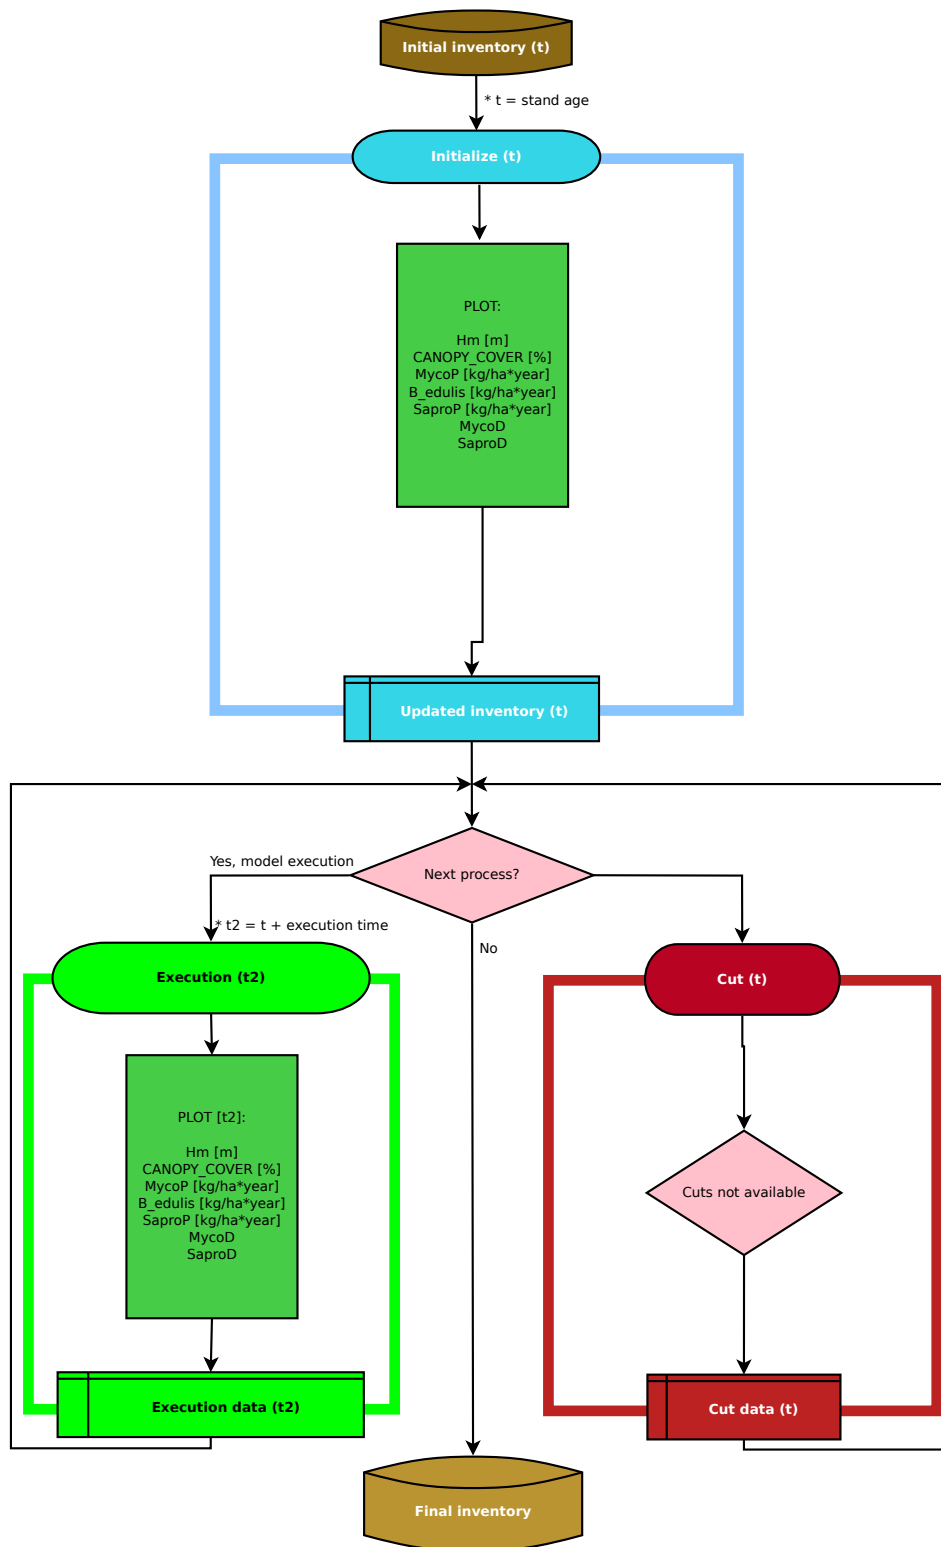 Initial inventory (t)
* t = stand age
Initialize (t)
PLOT:
Hm [m]
CANOPY_COVER [%]
MycoP [kg/ha*year]
B_edulis [kg/ha*year]
SaproP [kg/ha*year]
MycoD
SaproD
Updated inventory (t)
Next process?
Yes, model execution
* t2 = t + execution time
No
Execution (t2)
PLOT [t2]:
Hm [m]
CANOPY_COVER [%]
MycoP [kg/ha*year]
B_edulis [kg/ha*year]
SaproP [kg/ha*year]
MycoD
SaproD
Execution data (t2)
Cut (t)
Cuts not available
Cut data (t)
Final inventory